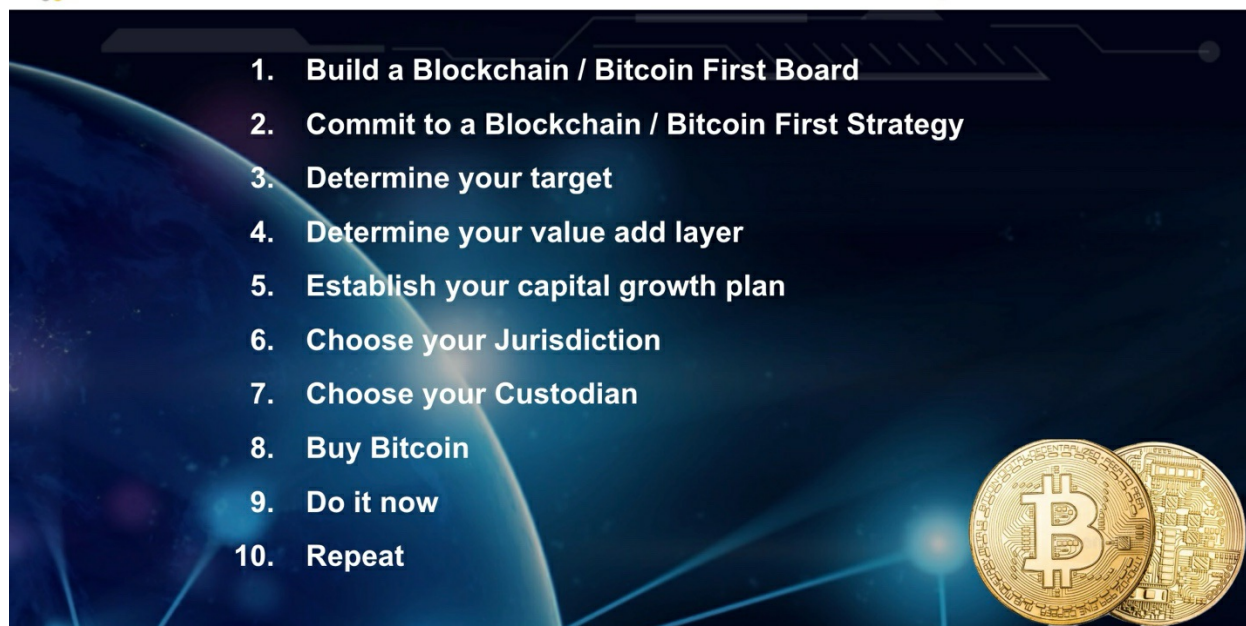 1. Build a Blockchain / Bitcoin First Board
2. Commit to a Blockchain / Bitcoin First Strategy
3. Determine your target
4. Determine your value add layer
5. Establish your capital growth plan
6. Choose your Jurisdiction
7. Choose your Custodian
8. Buy Bitcoin
9. Do it now
10. Repeat